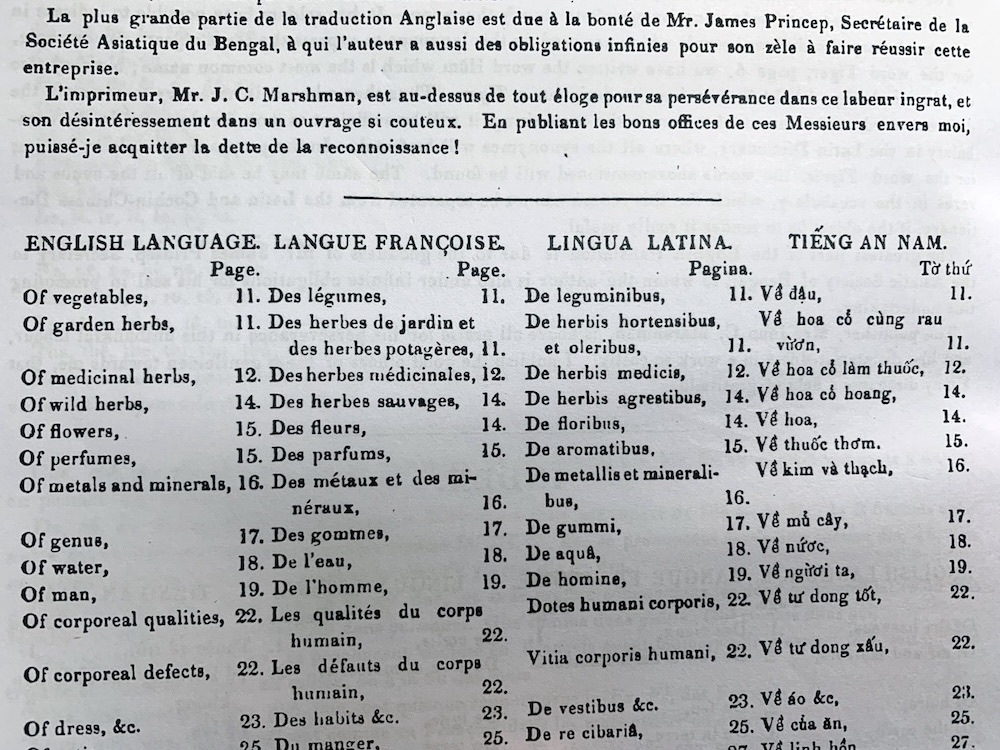 La plus grande partie de la traduction Anglaise est due à la bonté de Mr. James Princep, Secrétaire de la
Société Asiatique du Bengal, à qui l'auteur a aussi des obligations infinies pour son zèle à faire réussir cette
entreprise.
L'imprimeur, Mr. J. C. Marshman, est au-dessus de tout éloge pour sa persévérance dans ce labeur ingrat, et
son désintéressement dans un ouvrage si couteux. En publiant les bons offices de ces Messieurs envers moi,
puissé-je acquitter la dette de la reconnoissance !
ENGLISH LANGUAGE. LANGUE FRANÇOISE. LINGUA LATINA. TIẾNG AN NAM.
Page. Page. Pagina. Tờ thứ
Of vegetables, 11. Des légumes, 11. De leguminibus, 11. Về đậu, 11.
Of garden herbs, 11. Des herbes de jardin et De herbis hortensibus, Về hoa cỏ cùng rau
des herbes potagères, 11. et oleribus, 11. vườn, 11.
Of medicinal herbs, 12. Des herbes médicinales, 12. De herbis medicis, 12. Về hoa cỏ làm thuốc, 12.
Of wild herbs, 14. Des herbes sauvages, 14. De herbis agrestibus, 14. Về hoa cỏ hoang, 14.
Of flowers, 15. Des fleurs, 14. De floribus, 14. Về hoa, 14.
Of perfumes, 15. Des parfums, 15. De aromatibus, 15. Về thuốc thơm. 15.
Of metals and minerals, 16. Des métaux et des mi- De metallis et minerali- Về kim và thạch, 16.
néraux, 16. bus, 16.
Of genus, 17. Des gommes, 17. De gummi, 17. Về mủ cây, 17.
Of water, 18. De l'eau, 18. De aquâ, 18. Về nước, 18.
Of man, 19. De l'homme, 19. De homine, 19. Về người ta, 19.
Of corporeal qualities, 22. Les qualités du corps Dotes humani corporis, 22. Về tư dong tốt, 22.
humain, 22.
Of corporeal defects, 22. Les défauts du corps Vitia corporis humani, 22. Về tư dong xấu, 22.
humain, 22.
Of dress, &c. 23. Des habits &c. 23. De vestibus &c. 23. Về áo &c, 23.
25. Du manger, 25. De re cibariâ, 25. Về của ăn, 25.
27. Về linh hồn 27.